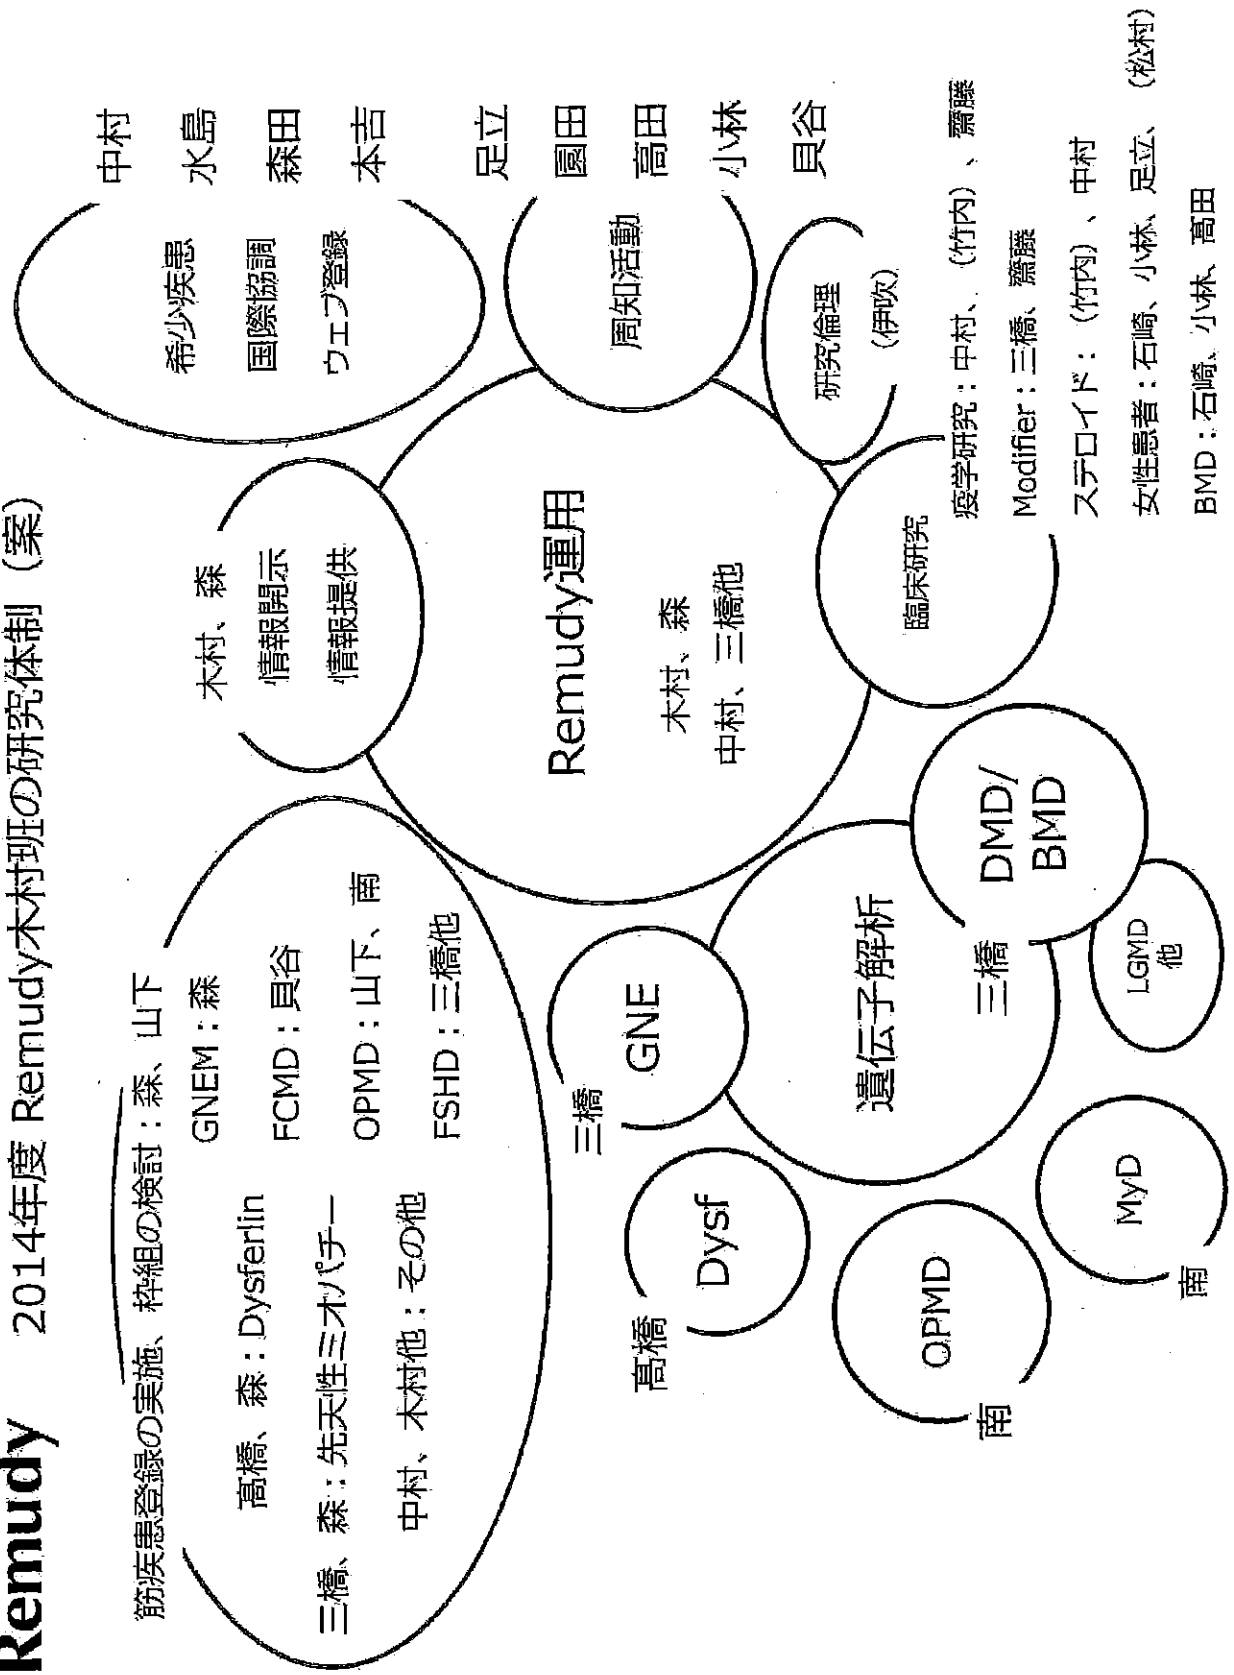 Remudy 2014年度 Remudy木村班の研究体制（案）
筋疾患登録の実施、枠組の検討：森、山下
GNEM：森
高橋、森：Dysferlin
FCMD：貝谷
三橋、森：先天性ミオパチー
OPMD：山下、南
中村、木村他：その他
FSHD：三橋他
木村、森
情報開示
情報提供
希少疾患
国際協調
ウェブ登録
中村
水島
森田
本吉
Remudy運用
木村、森
中村、三橋他
周知活動
足立
園田
高田
小林
貝谷
研究倫理
（伊吹）
臨床研究
疫学研究：中村、（竹内）、齋藤
Modifier：三橋、齋藤
ステロイド：（竹内）、中村
女性患者：石崎、小林、足立、（松村）
BMD：石崎、小林、高田
三橋
GNE
高橋
Dysf
遺伝子解析
三橋
DMD/
BMD
LGMD
他
OPMD
南
MyD
南